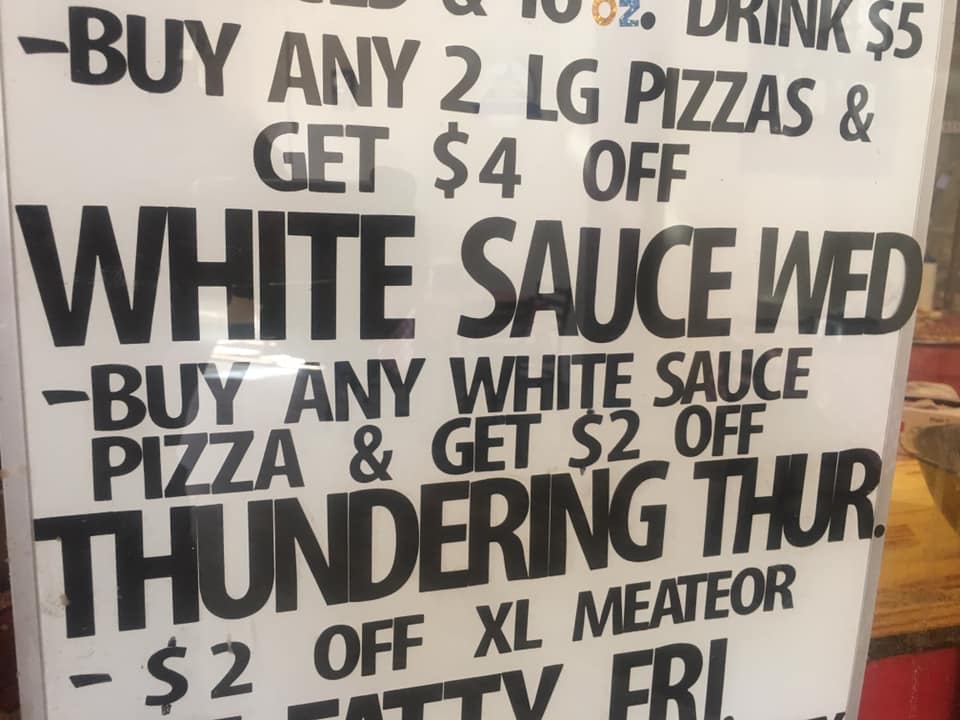 & 10 OZ. DRINK $5
-BUY ANY 2 LG PIZZAS &
GET $4 OFF
WHITE SAUCE WED
-BUY ANY WHITE SAUCE
PIZZA & GET $2 OFF
THUNDERING THUR.
- $2 OFF XL MEATEOR
FATTY FRI.